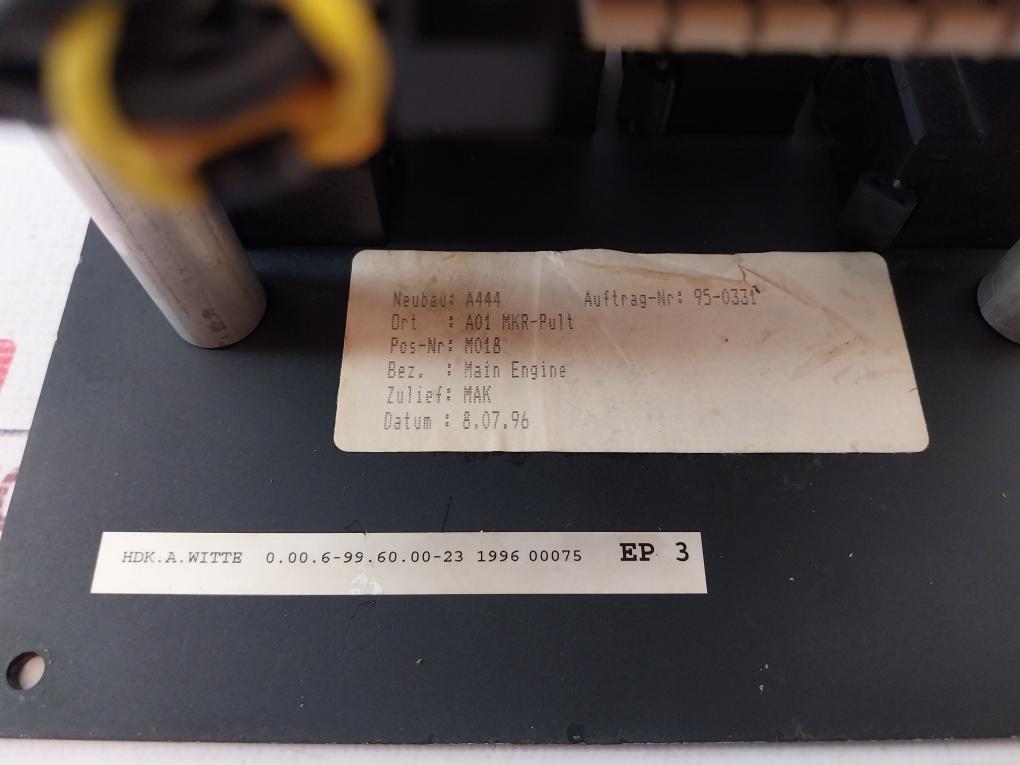 Neubau: A444 Auftrag-Nr: 95-0331
Ort : A01 MKR-Pult
Pos-Nr: M018
Bez. : Main Engine
Zulief: MAK
Datum : 8.07.96
HDK.A.WITTE 0.00.6-99.60.00-23 1996 00075 EP 3